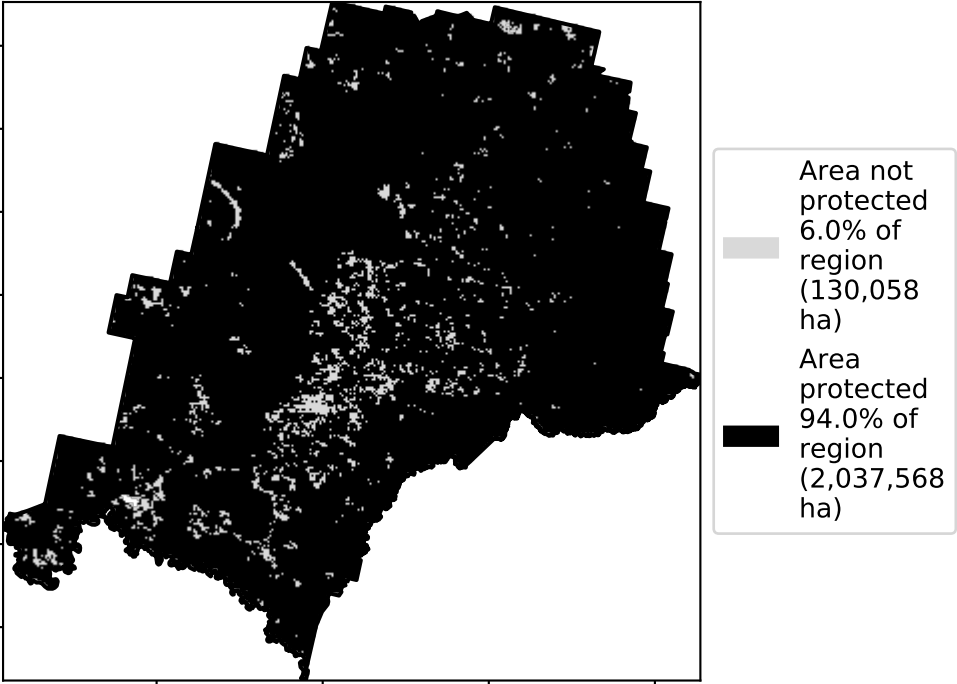 Area not
protected
6.0% of
region
(130,058
ha)
Area
protected
94.0% of
region
(2,037,568
ha)